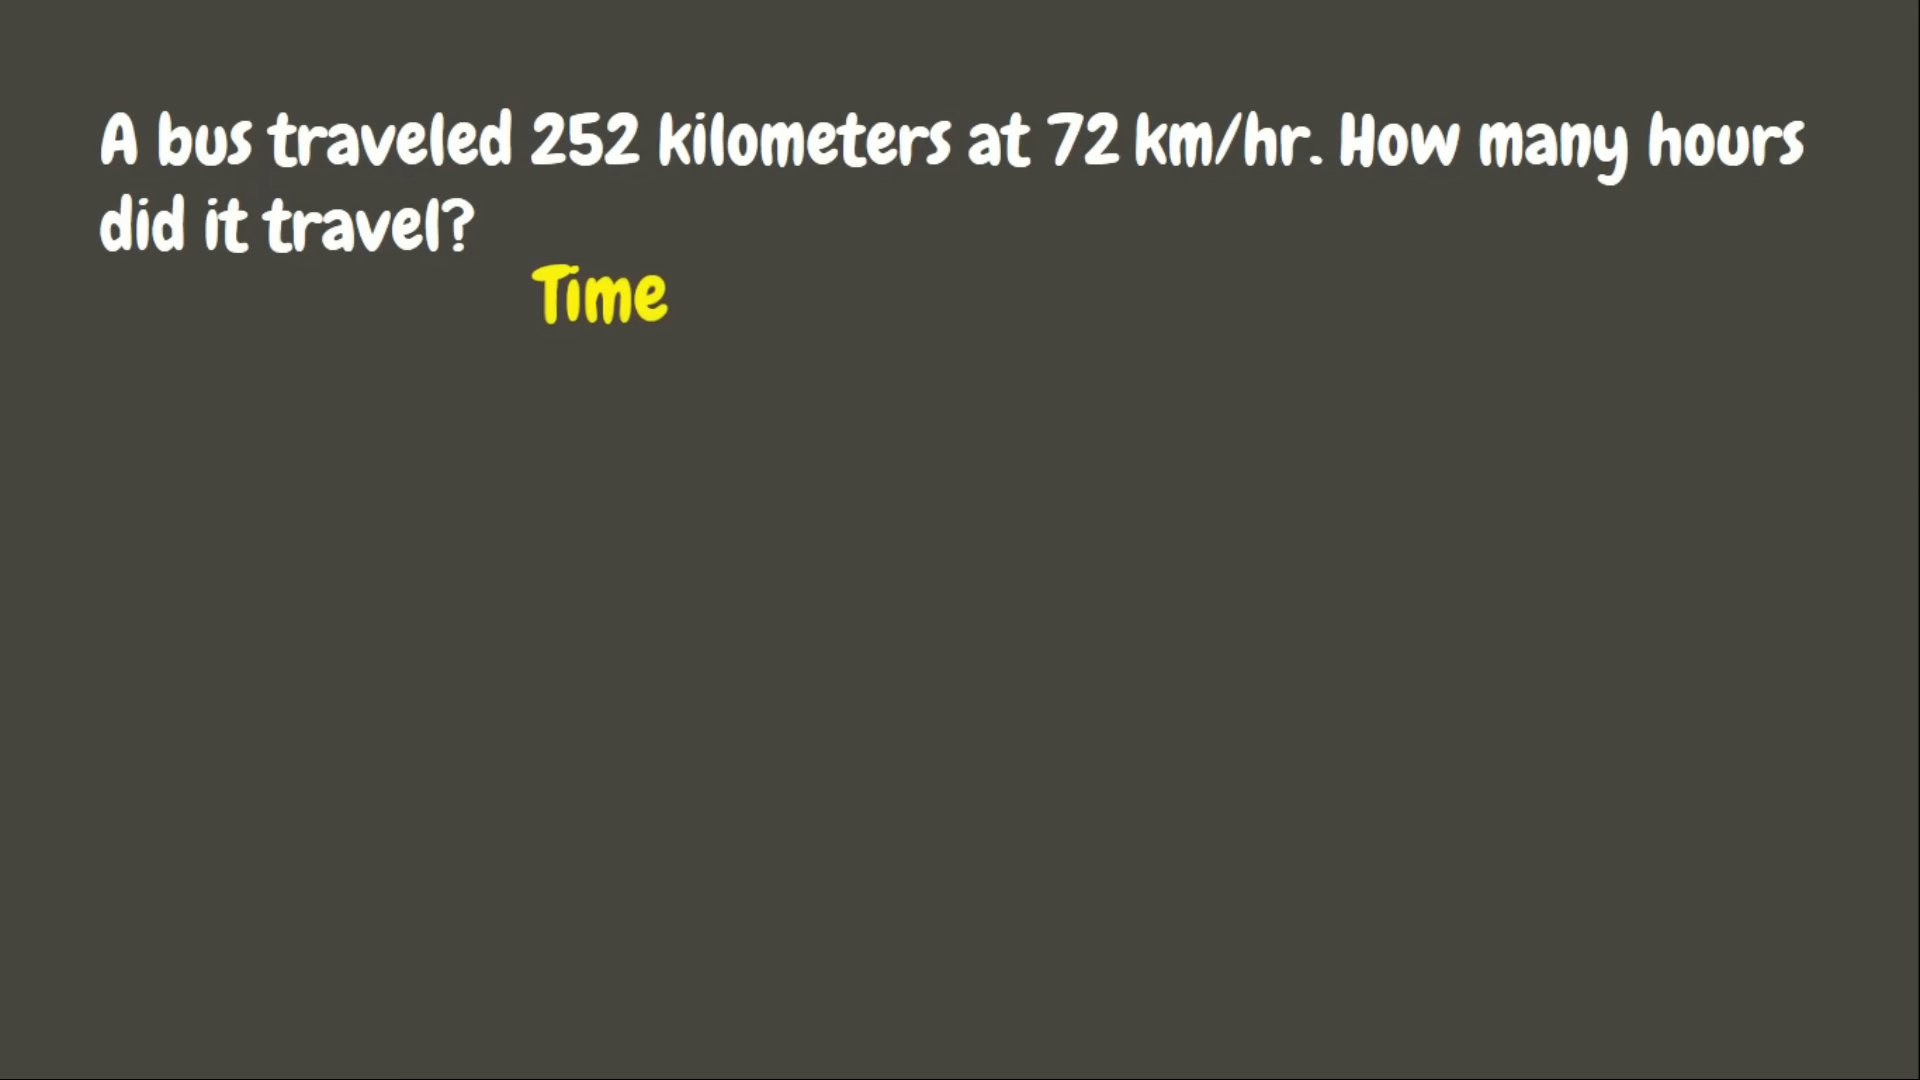 A bus traveled 252 kilometers at 72 km/hr. How many hours
did it travel?
Time